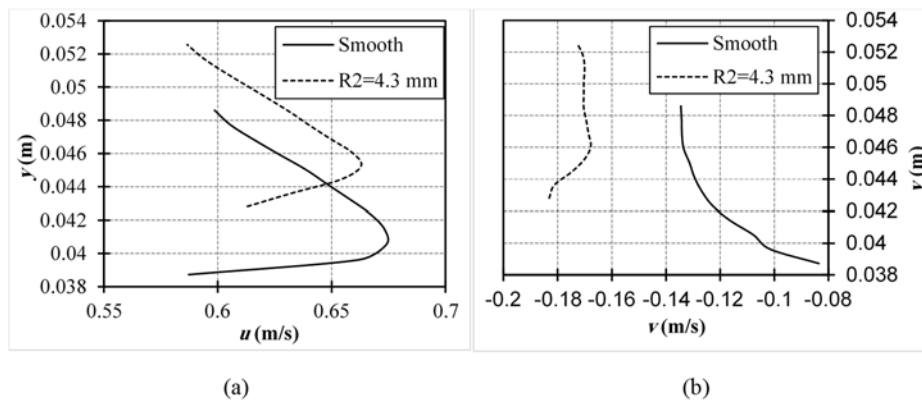 0.054
0.052
0.05
0.048
0.046
0.044
0.042
0.04
0.038
y (m)
Smooth
R2=4.3 mm
0.55 0.6 0.65 0.7
u (m/s)
(a)
Smooth
R2=4.3 mm
0.054
0.052
0.05
0.048
0.046
0.044
0.042
0.04
0.038
y (m)
-0.2 -0.18 -0.16 -0.14 -0.12 -0.1 -0.08
v (m/s)
(b)